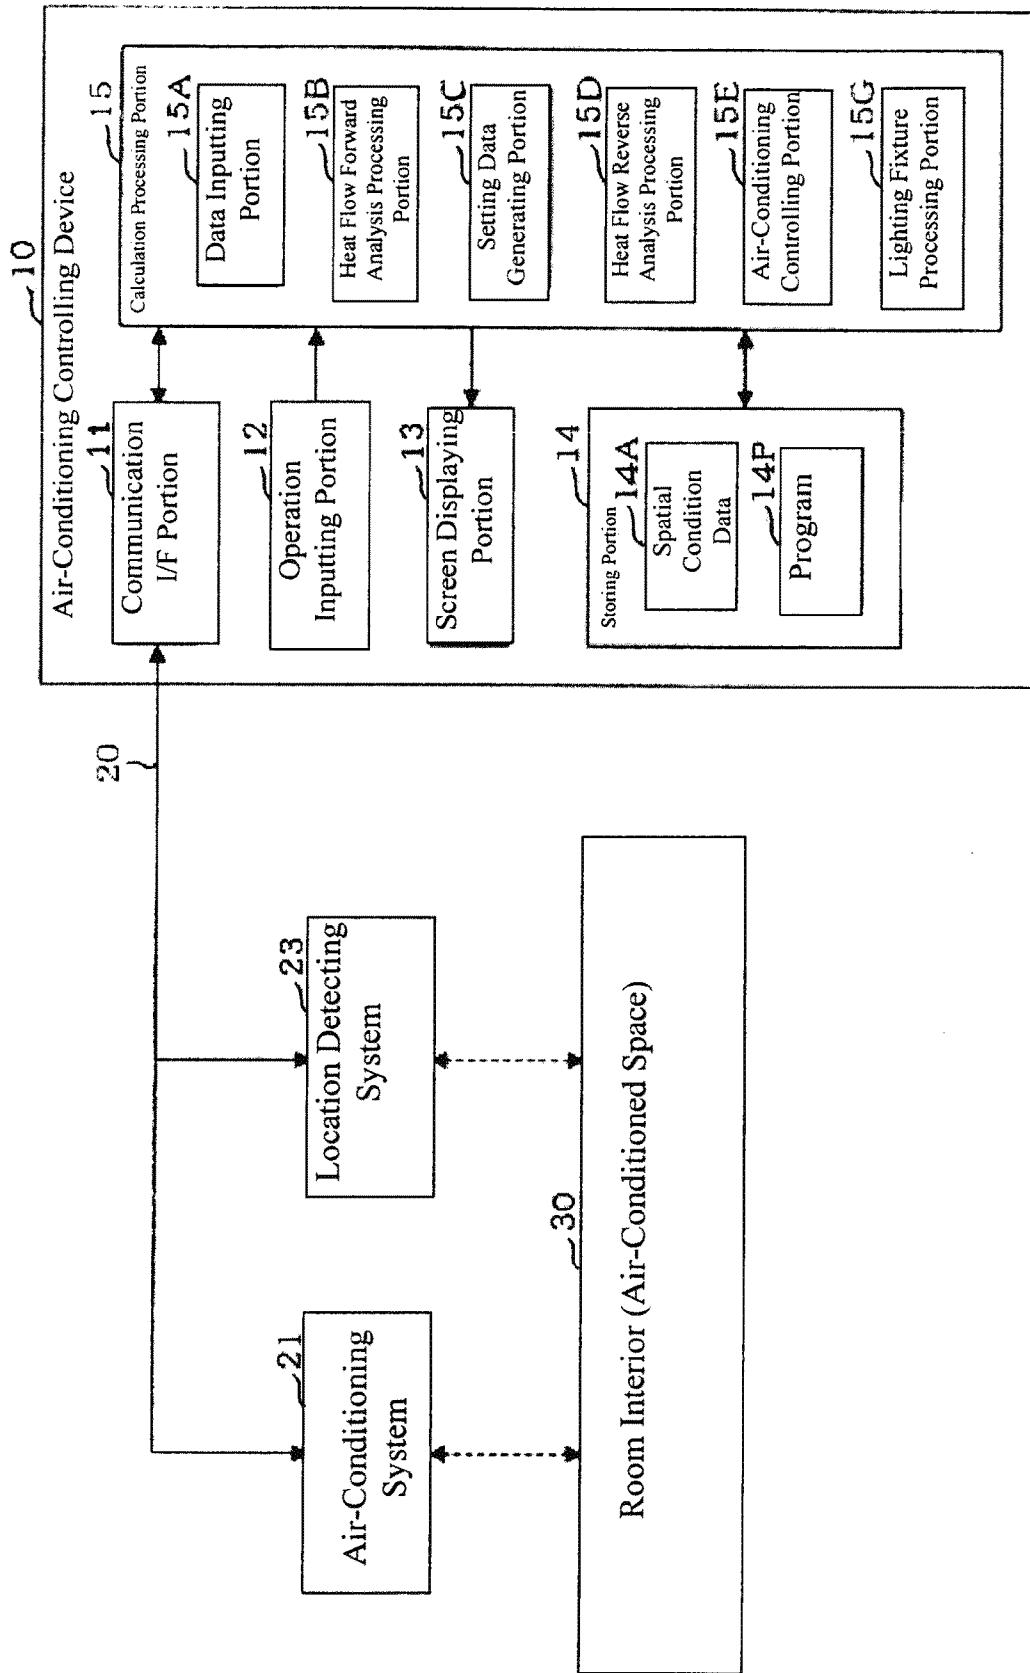 10
Air-Conditioning Controlling Device
11
Communication
I/F Portion
12
Operation
Inputting Portion
13
Screen Displaying
Portion
14
Storing Portion
14A
Spatial
Condition
Data
14P
Program
15
Calculation Processing Portion
15A
Data Inputting
Portion
15B
Heat Flow Forward
Analysis Processing
Portion
15C
Setting Data
Generating Portion
15D
Heat Flow Reverse
Analysis Processing
Portion
15E
Air-Conditioning
Controlling Portion
15G
Lighting Fixture
Processing Portion
20
21
Air-Conditioning
System
23
Location Detecting
System
30
Room Interior (Air-Conditioned Space)